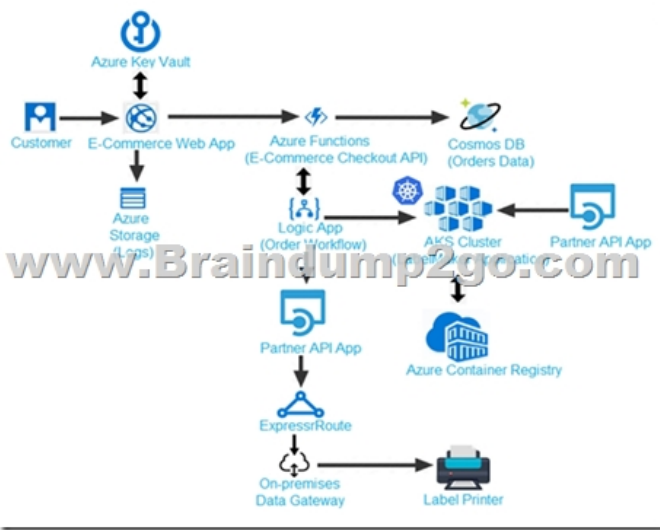 Azure Key Vault
Customer
E-Commerce Web App
Azure Functions
(E-Commerce Checkout API)
Cosmos DB
(Orders Data)
Azure
Storage
(Logs)
Logic App
(Order Workflow)
AKS Cluster
Partner API App
www.Braindump2go.com
Partner API App
Azure Container Registry
ExpressrRoute
On-premises
Data Gateway
Label Printer